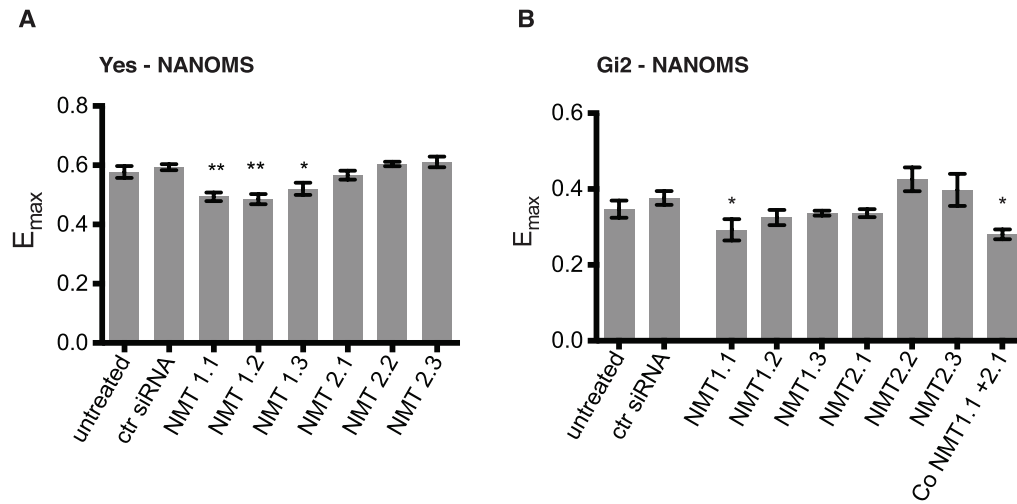 A
Yes - NANOMS
E max
0.8
0.6
0.4
0.2
0.0
** ** *
untreated
ctr siRNA
NMT 1.1
NMT 1.2
NMT 1.3
NMT 2.1
NMT 2.2
NMT 2.3
B
Gi2 - NANOMS
E max
0.6
0.4
0.2
0.0
* *
untreated
ctr siRNA
NMT1.1
NMT1.2
NMT1.3
NMT2.1
NMT2.2
NMT2.3
Co NMT1.1 +2.1